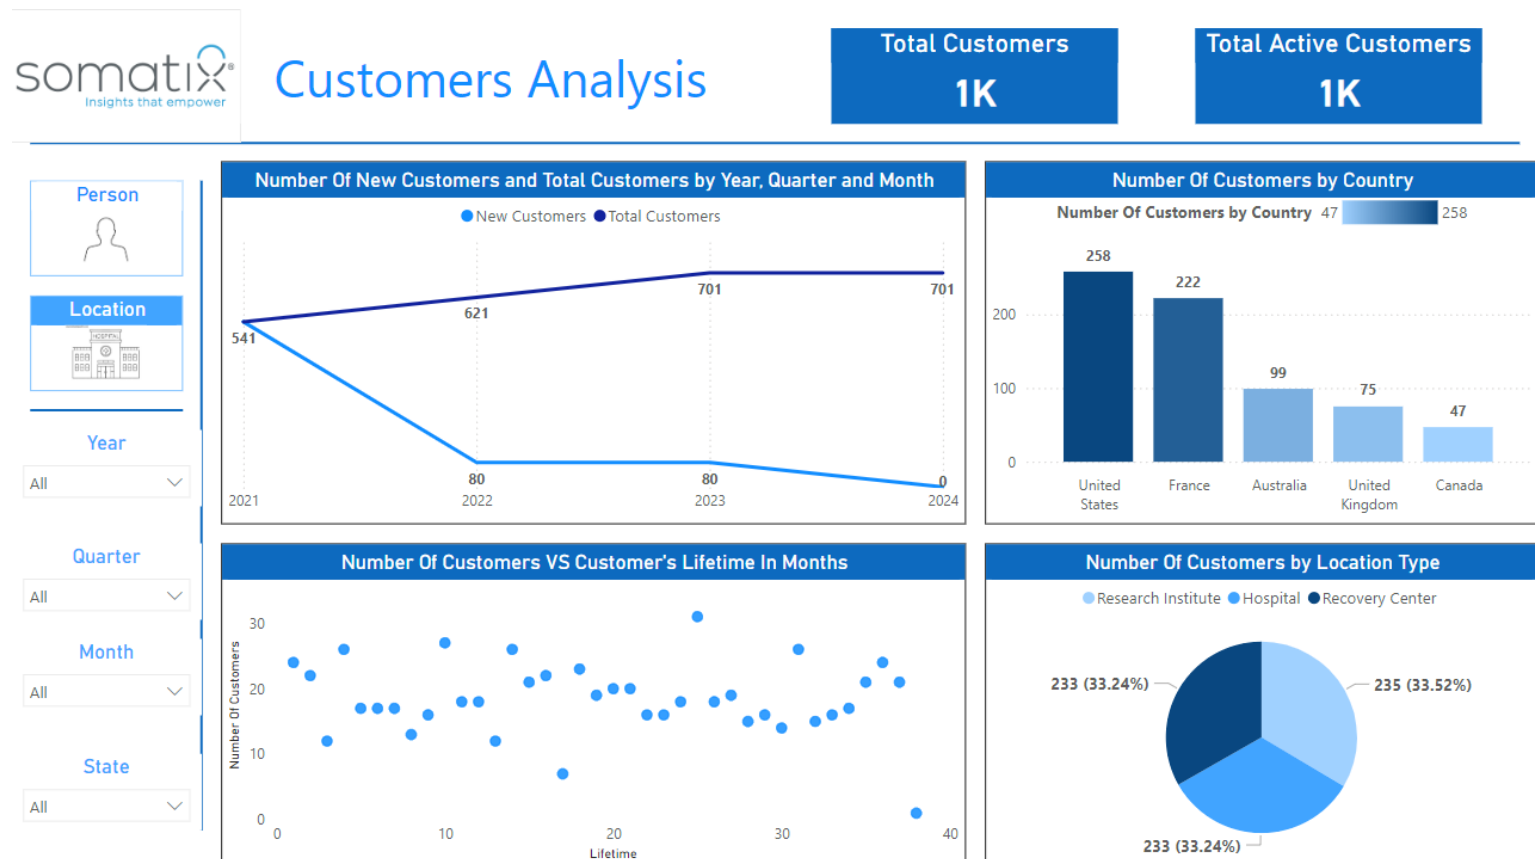 somatix®
Insights that empower
Customers Analysis
Total Customers
1K
Total Active Customers
1K
Person
Location
HOSPITAL
Year
All
Quarter
All
Month
All
State
All
Number Of New Customers and Total Customers by Year, Quarter and Month
New Customers Total Customers
541
621
701
701
80
80
0
2021 2022 2023 2024
Number Of Customers by Country
Number Of Customers by Country 47 258
258
222
99
75
47
200
100
0
United States
France
Australia
United Kingdom
Canada
Number Of Customers VS Customer's Lifetime In Months
Number Of Customers
30
20
10
0
0 10 20 30 40
Lifetime
Number Of Customers by Location Type
Research Institute Hospital Recovery Center
233 (33.24%)
235 (33.52%)
233 (33.24%)